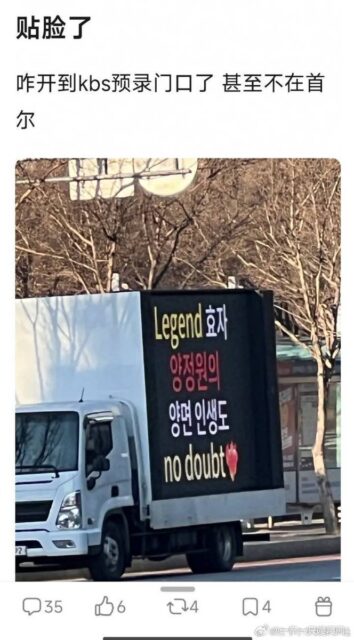 贴脸了
咋开到kbs预录门口了 甚至不在首
尔
Legend 효자
양정원의
양면 인생도
no doubt
35
6
4
4